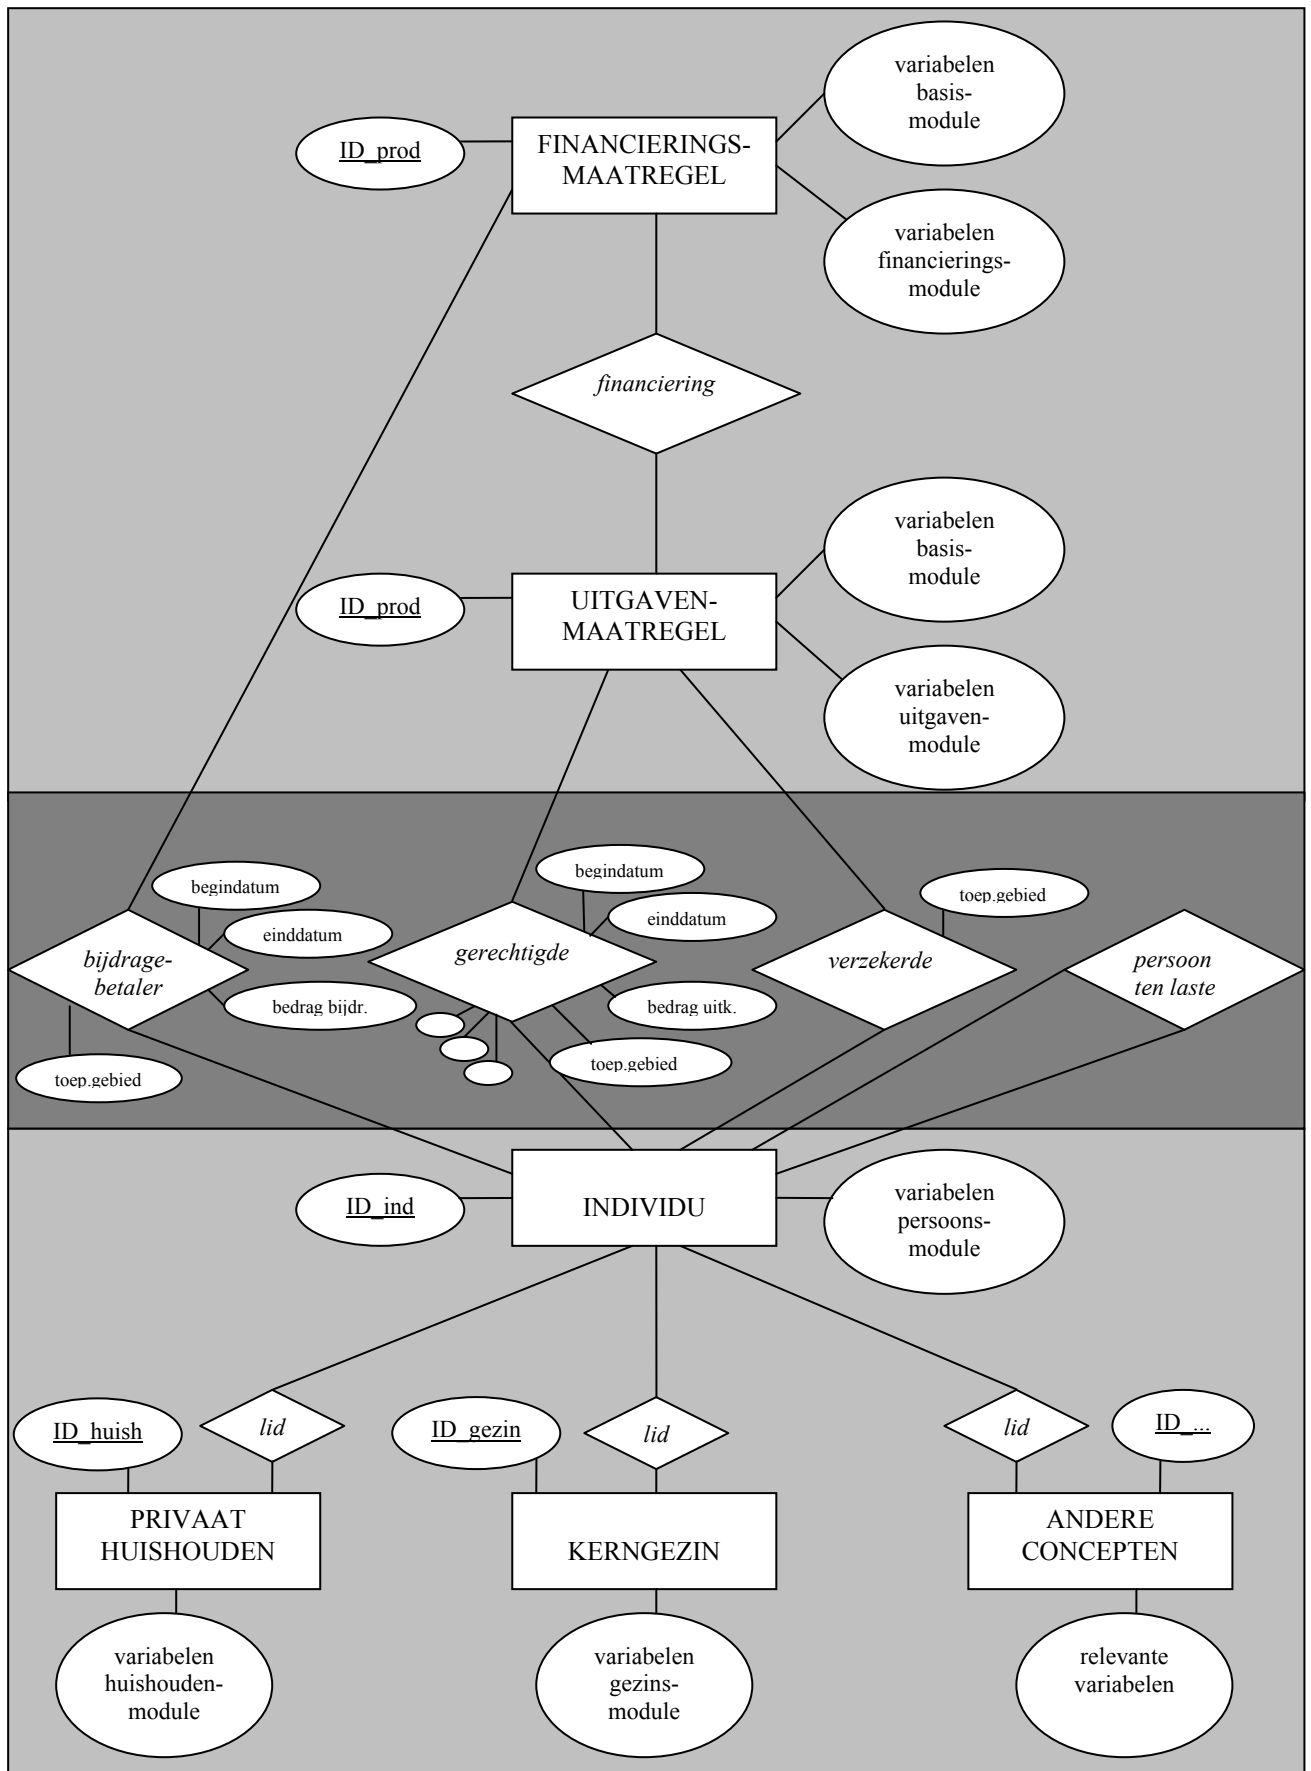 variabelen
basis-
module
ID_prod
FINANCIERINGS-
MAATREGEL
variabelen
financierings-
module
financiering
variabelen
basis-
module
ID_prod
UITGAVEN-
MAATREGEL
variabelen
uitgaven-
module
begindatum
einddatum
bijdrage-
betaler
bedrag bijdr.
toep.gebied
begindatum
einddatum
gerechtigde
bedrag uitk.
toep.gebied
toep.gebied
verzekerde
persoon
ten laste
ID_ind
INDIVIDU
variabelen
persoons-
module
ID_huish
lid
ID_gezin
lid
lid
ID_...
PRIVAAT
HUISHOUDEN
KERNGEZIN
ANDERE
CONCEPTEN
variabelen
huishouden-
module
variabelen
gezins-
module
relevante
variabelen